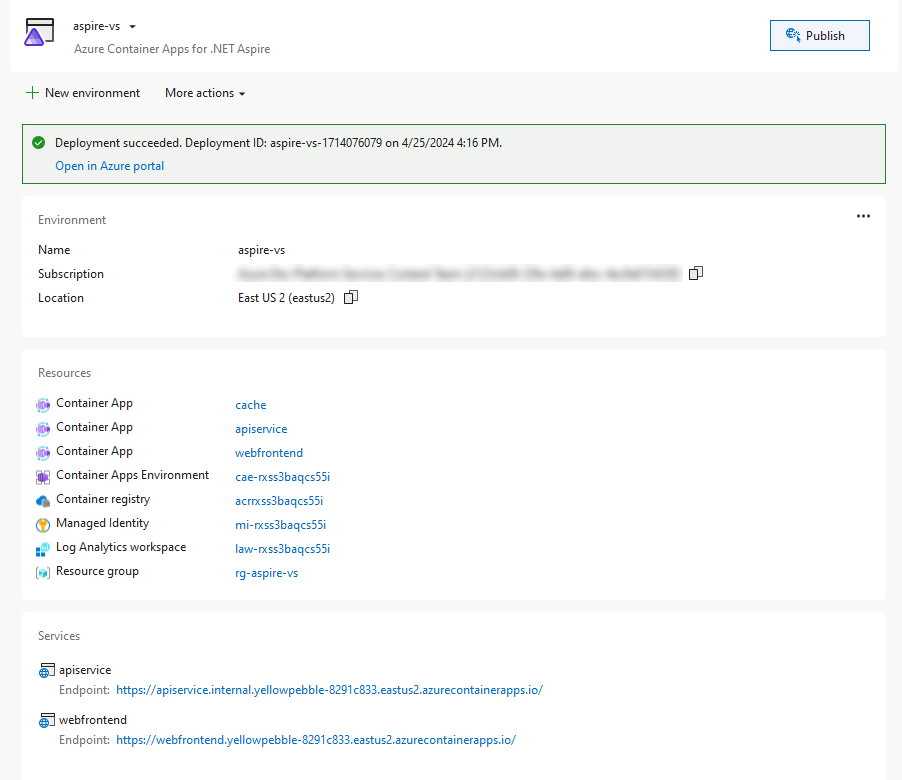 aspire-vs
Azure Container Apps for .NET Aspire
Publish
New environment More actions
Deployment succeeded. Deployment ID: aspire-vs-1714076079 on 4/25/2024 4:16 PM.
Open in Azure portal
Environment
Name aspire-vs
Subscription
Location East US 2 (eastus2)
Resources
Container App cache
Container App apiservice
Container App webfrontend
Container Apps Environment cae-rxss3baqcs55i
Container registry acrrxss3baqcs55i
Managed Identity mi-rxss3baqcs55i
Log Analytics workspace law-rxss3baqcs55i
Resource group rg-aspire-vs
Services
apiservice
Endpoint: https://apiservice.internal.yellowpebble-8291c833.eastus2.azurecontainerapps.io/
webfrontend
Endpoint: https://webfrontend.yellowpebble-8291c833.eastus2.azurecontainerapps.io/